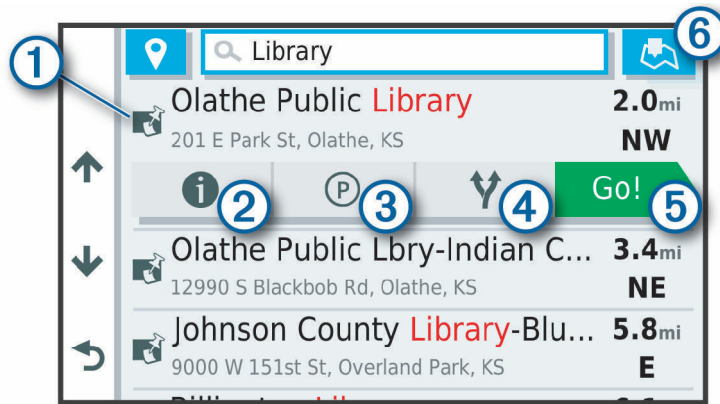 6
1
Library
Olathe Public Library
2.0mi
201 E Park St, Olathe, KS
NW
i
2
P
3
4
Go!
5
Olathe Public Lbry-Indian C...
3.4mi
12990 S Blackbob Rd, Olathe, KS
NE
Johnson County Library-Blu...
5.8mi
9000 W 151st St, Overland Park, KS
E